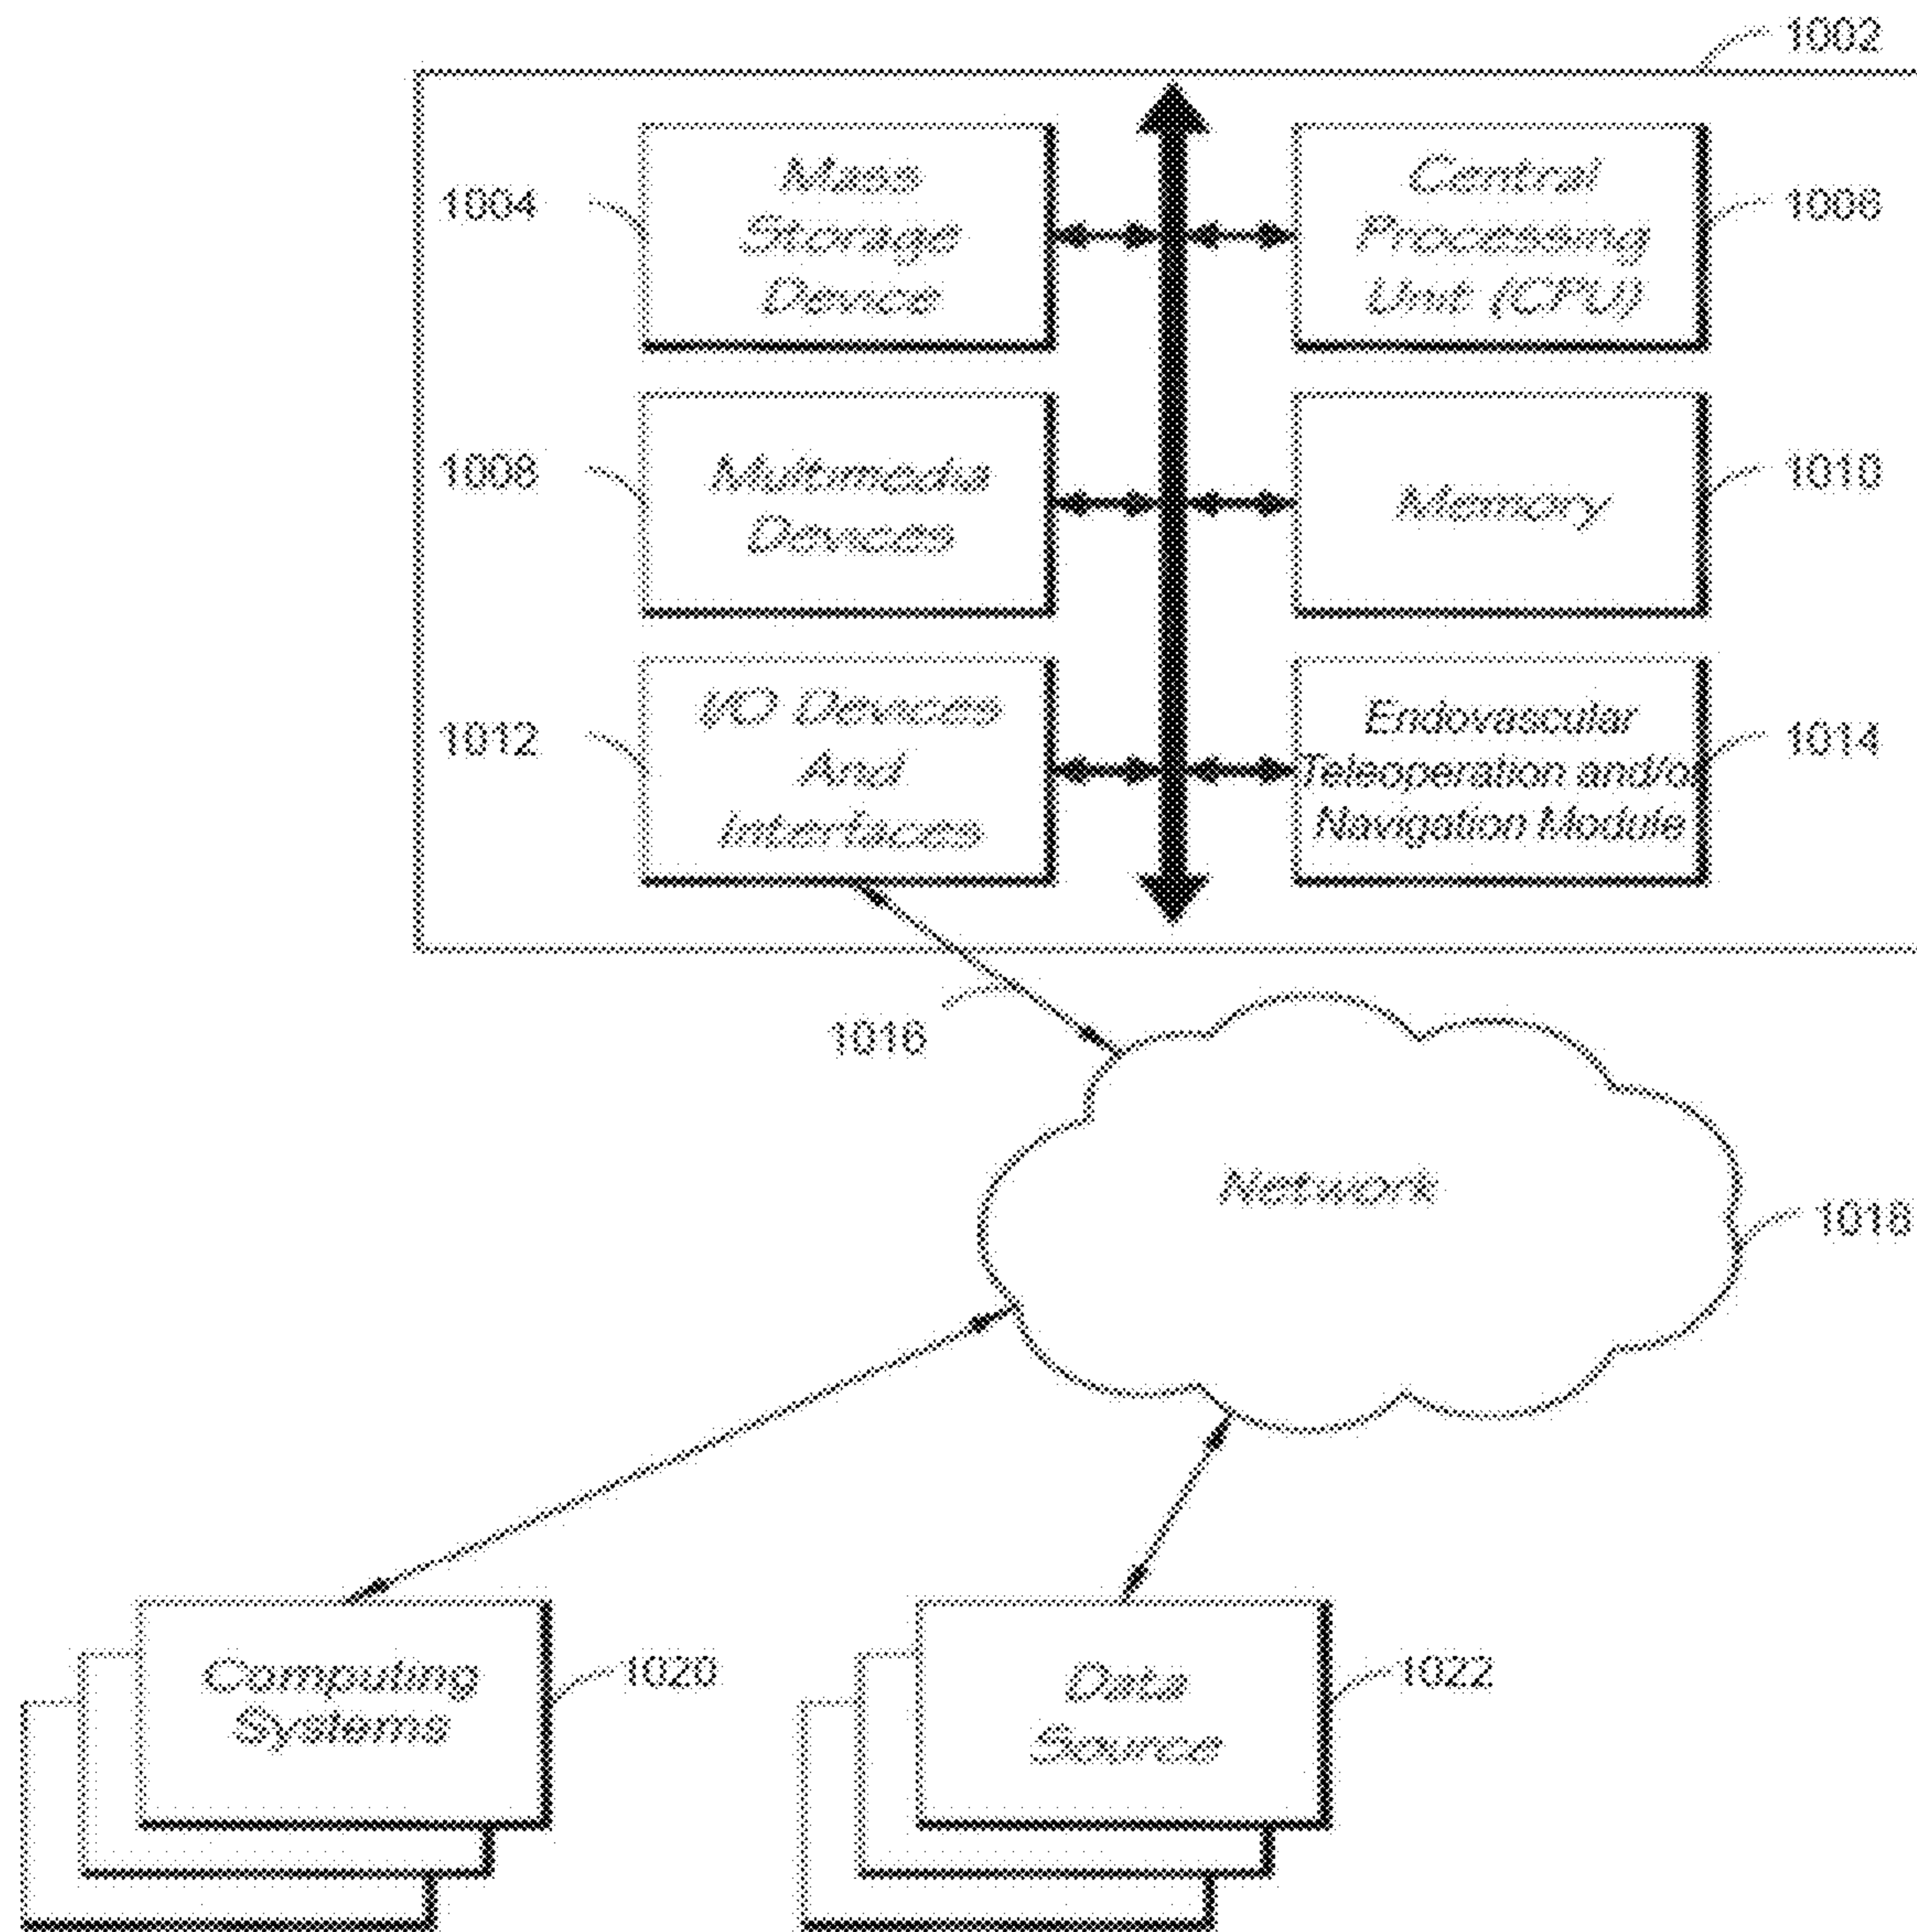 1002
1004
Mass
Storage
Device
Central
Processing
Unit (CPU)
1006
1008
Multimedia
Devices
Memory
1010
1012
I/O Devices
And
Interfaces
Endovascular
Teleoperation and/or
Navigation Module
1014
1016
Network
1018
Computing
Systems
1020
Data
Source
1022